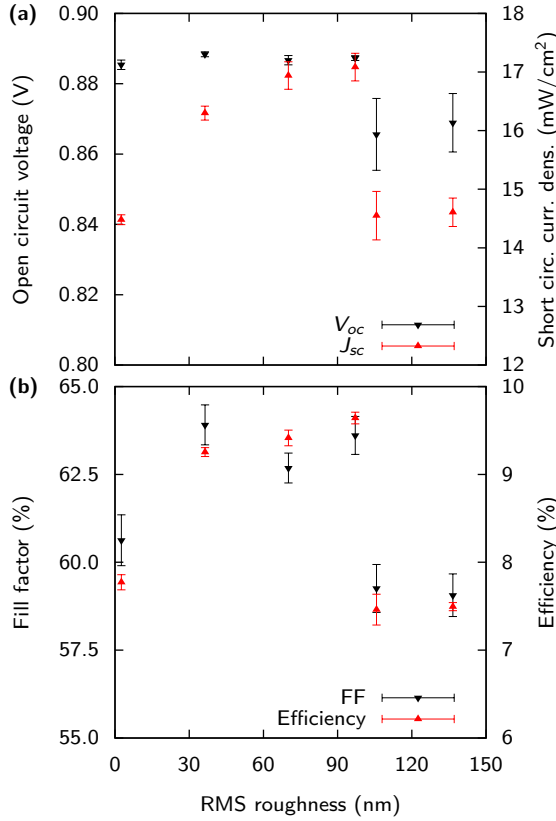 (a)
0.90
0.88
0.86
0.84
0.82
0.80
Open circuit voltage (V)
18
17
16
15
14
13
12
Short circ. curr. dens. (mW/cm²)
Voc
Jsc
(b)
65.0
62.5
60.0
57.5
55.0
Fill factor (%)
10
9
8
7
6
Efficiency (%)
FF
Efficiency
0 30 60 90 120 150
RMS roughness (nm)